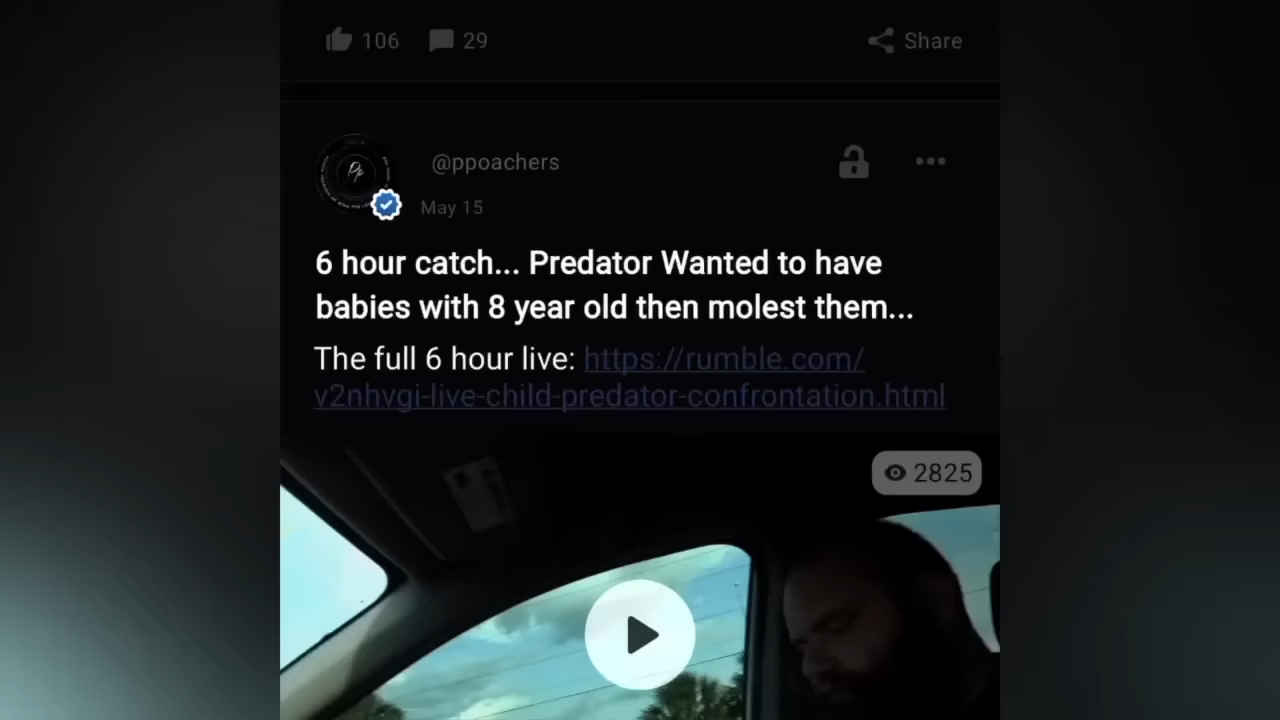 106 29 Share
@ppoachers
May 15
6 hour catch... Predator Wanted to have
babies with 8 year old then molest them...
The full 6 hour live: https://rumble.com/
v2nhvgi-live-child-predator-confrontation.html
2825